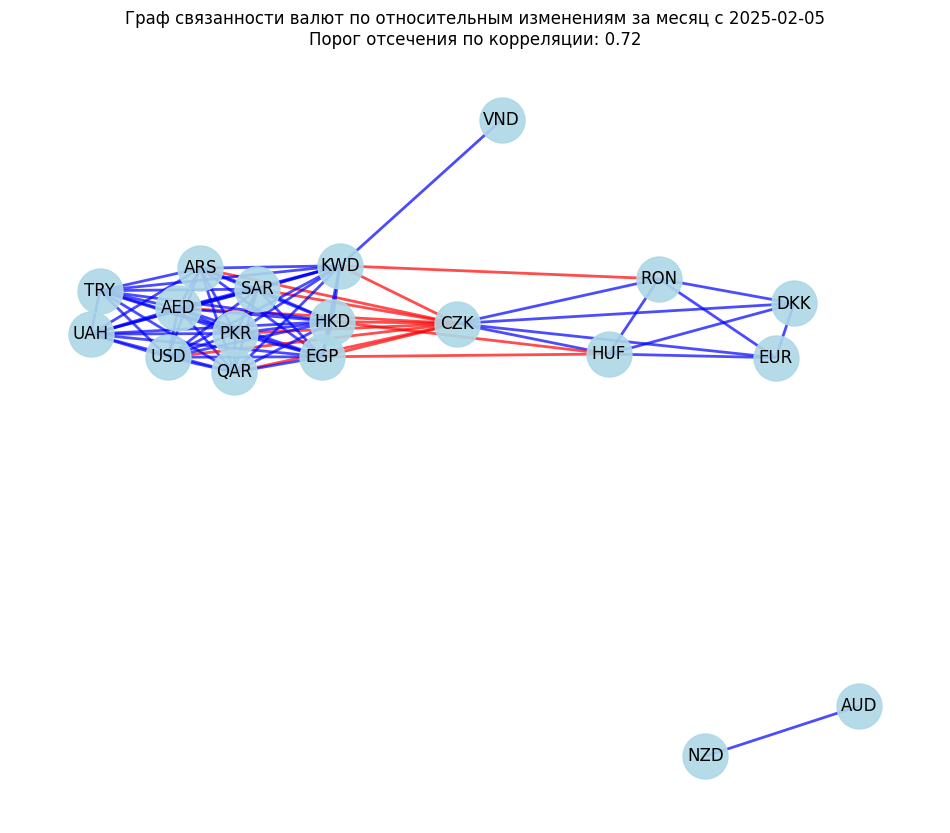 Граф связанности валют по относительным изменениям за месяц с 2025-02-05
Порог отсечения по корреляции: 0.72
VND
ARS
KWD
TRY
SAR
RON
AED
DKK
UAH
PKR
HKD
CZK
USD
QAR
EGP
HUF
EUR
AUD
NZD